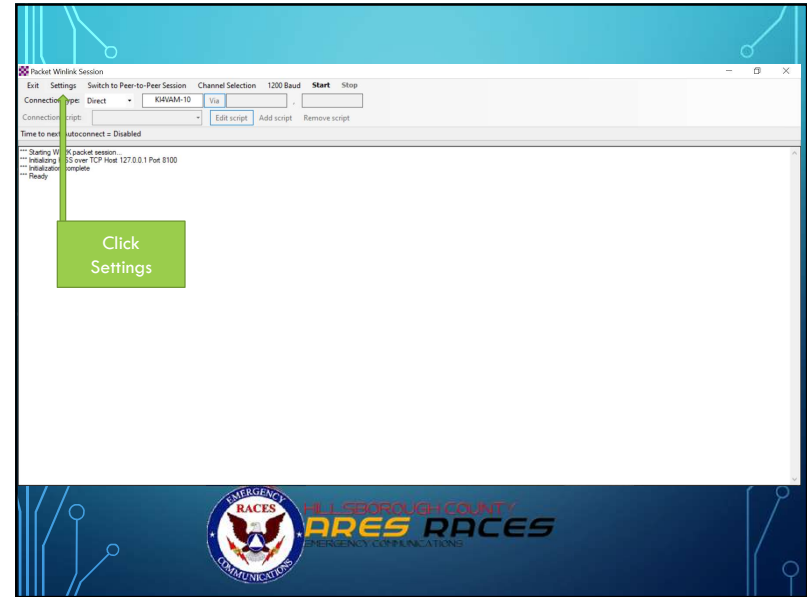 Packet Winlink Session
Exit Settings Switch to Peer-to-Peer Session Channel Selection 1200 Baud Start Stop
Connection Type: Direct KI4VAM-10 Via ,
Connection script: Edit script Add script Remove script
Time to next Autoconnect = Disabled
*** Starting packet session...
*** Initializing over TCP Host 127.0.0.1 Port 8100
*** Initialization complete
*** Ready
Click
Settings
EMERGENCY
RACES
COMMUNICATIONS
HILLSBOROUGH COUNTY
ARES RACES
EMERGENCY COMMUNICATIONS